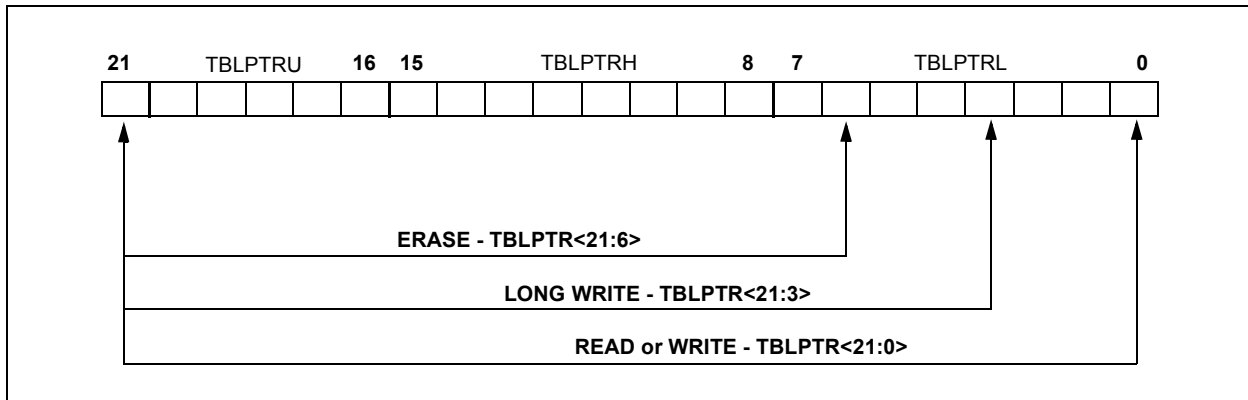 21 TBLPTRU 16 15 TBLPTRH 8 7 TBLPTRL 0
ERASE - TBLPTR<21:6>
LONG WRITE - TBLPTR<21:3>
READ or WRITE - TBLPTR<21:0>